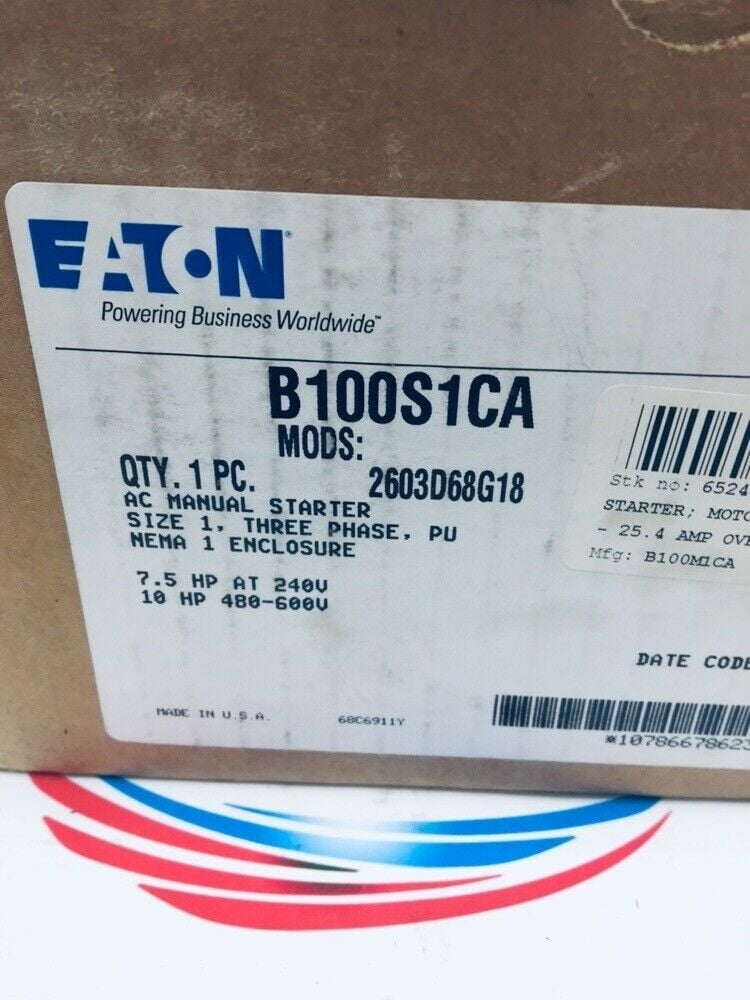 EATON
Powering Business Worldwide™
B100S1CA
MODS:
QTY. 1 PC.
2603D68G18
AC MANUAL STARTER
SIZE 1, THREE PHASE, PU
NEMA 1 ENCLOSURE
7.5 HP AT 240V
10 HP 480-600V
Stk no: 6524
STARTER; MOTO
- 25.4 AMP OVE
Mfg: B100M1CA
DATE CODE
MADE IN U.S.A.
68C6911Y
*10786678623